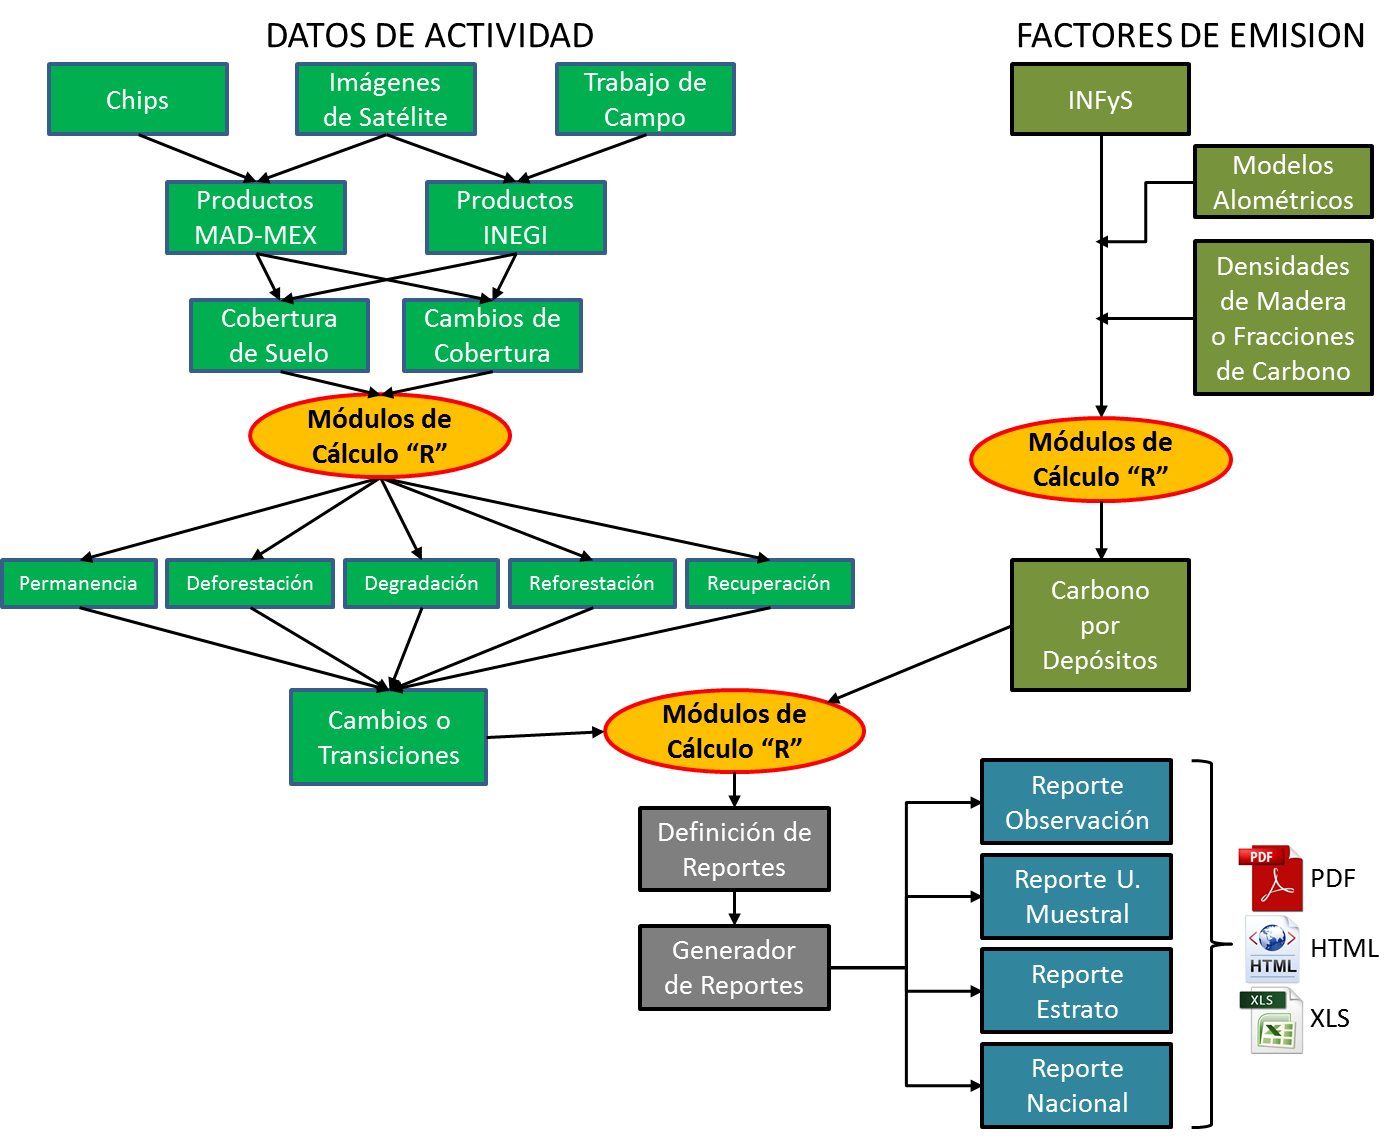 DATOS DE ACTIVIDAD
FACTORES DE EMISION
Chips
Imágenes
de Satélite
Trabajo de
Campo
Productos
MAD-MEX
Productos
INEGI
Cobertura
de Suelo
Cambios de
Cobertura
Módulos de
Cálculo “R”
Permanencia
Deforestación
Degradación
Reforestación
Recuperación
Cambios o
Transiciones
INFyS
Modelos
Alométricos
Densidades
de Madera
o Fracciones
de Carbono
Módulos de
Cálculo “R”
Carbono
por
Depósitos
Módulos de
Cálculo “R”
Definición de
Reportes
Generador
de Reportes
Reporte
Observación
Reporte U.
Muestral
Reporte
Estrato
Reporte
Nacional
PDF
PDF
HTML
HTML
XLS
XLS